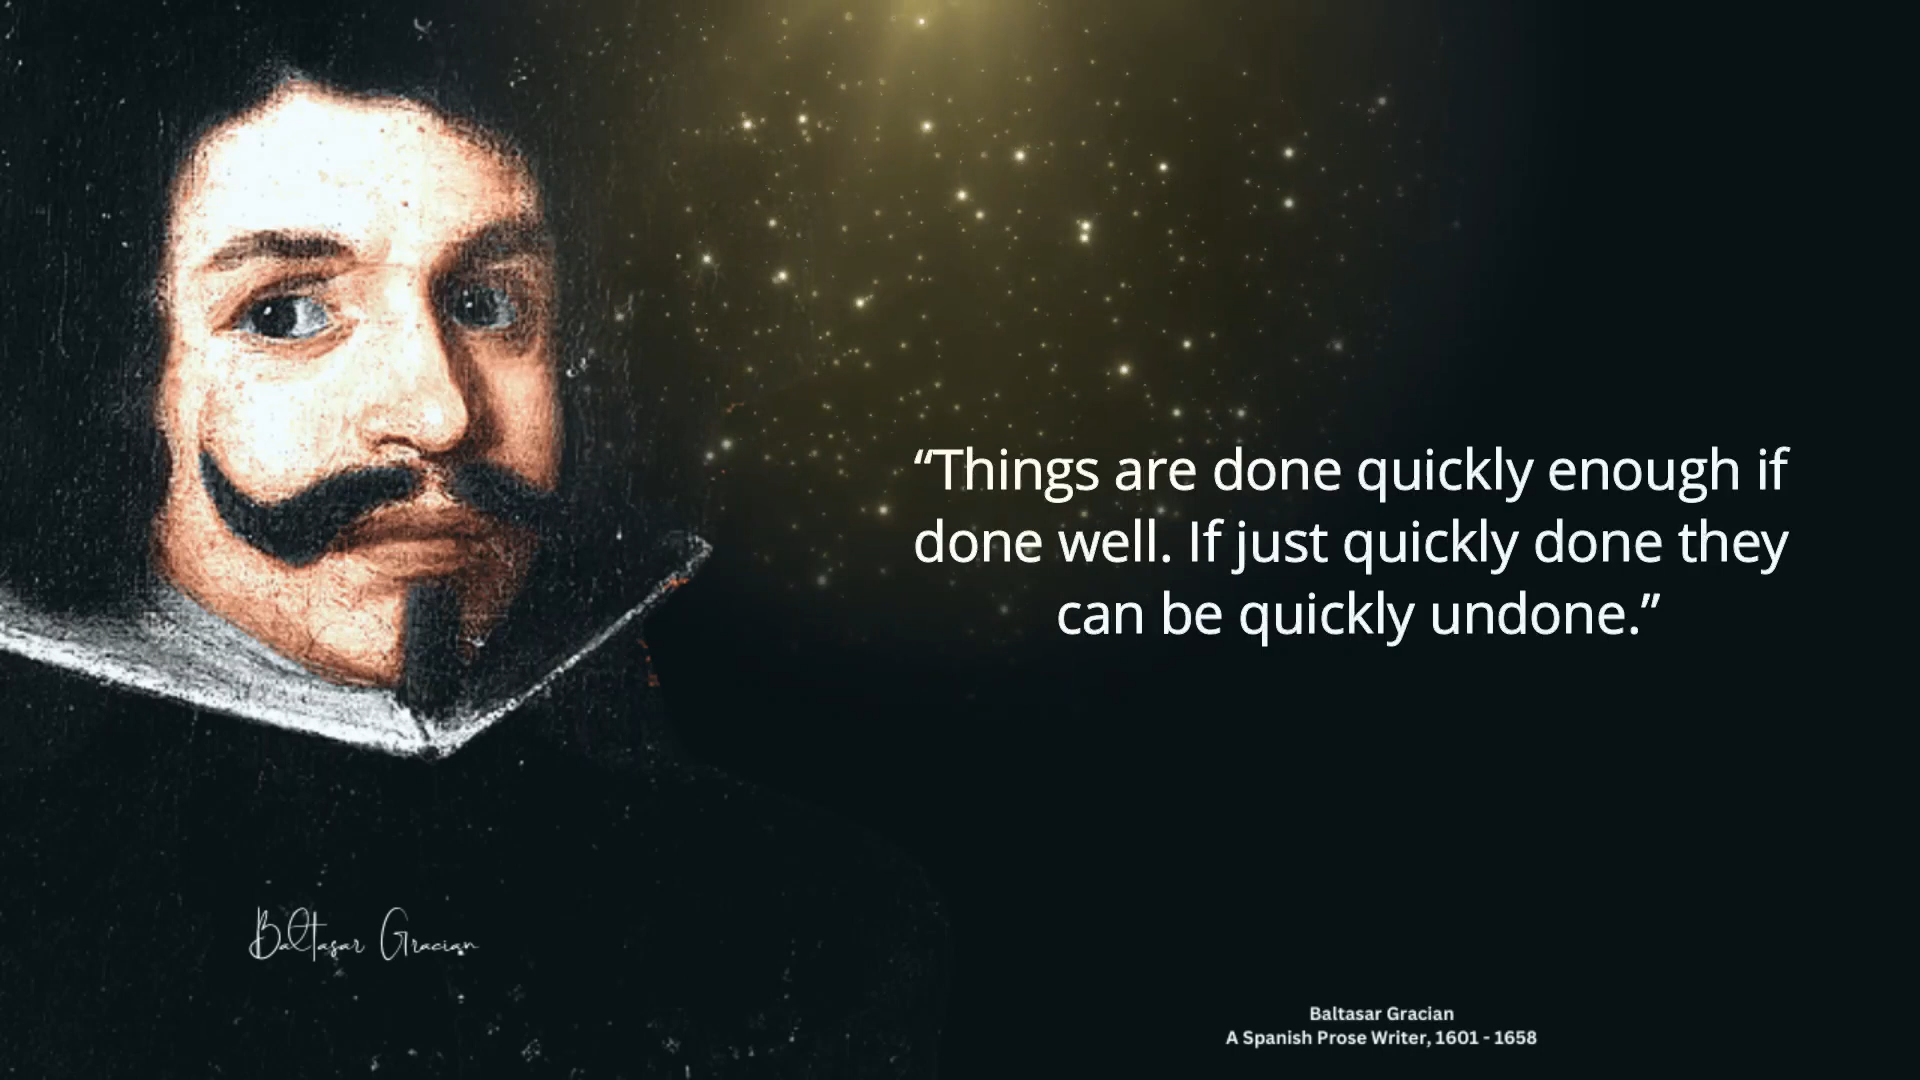 “Things are done quickly enough if
done well. If just quickly done they
can be quickly undone.”
Baltasar Gracian
Baltasar Gracian
A Spanish Prose Writer, 1601 - 1658